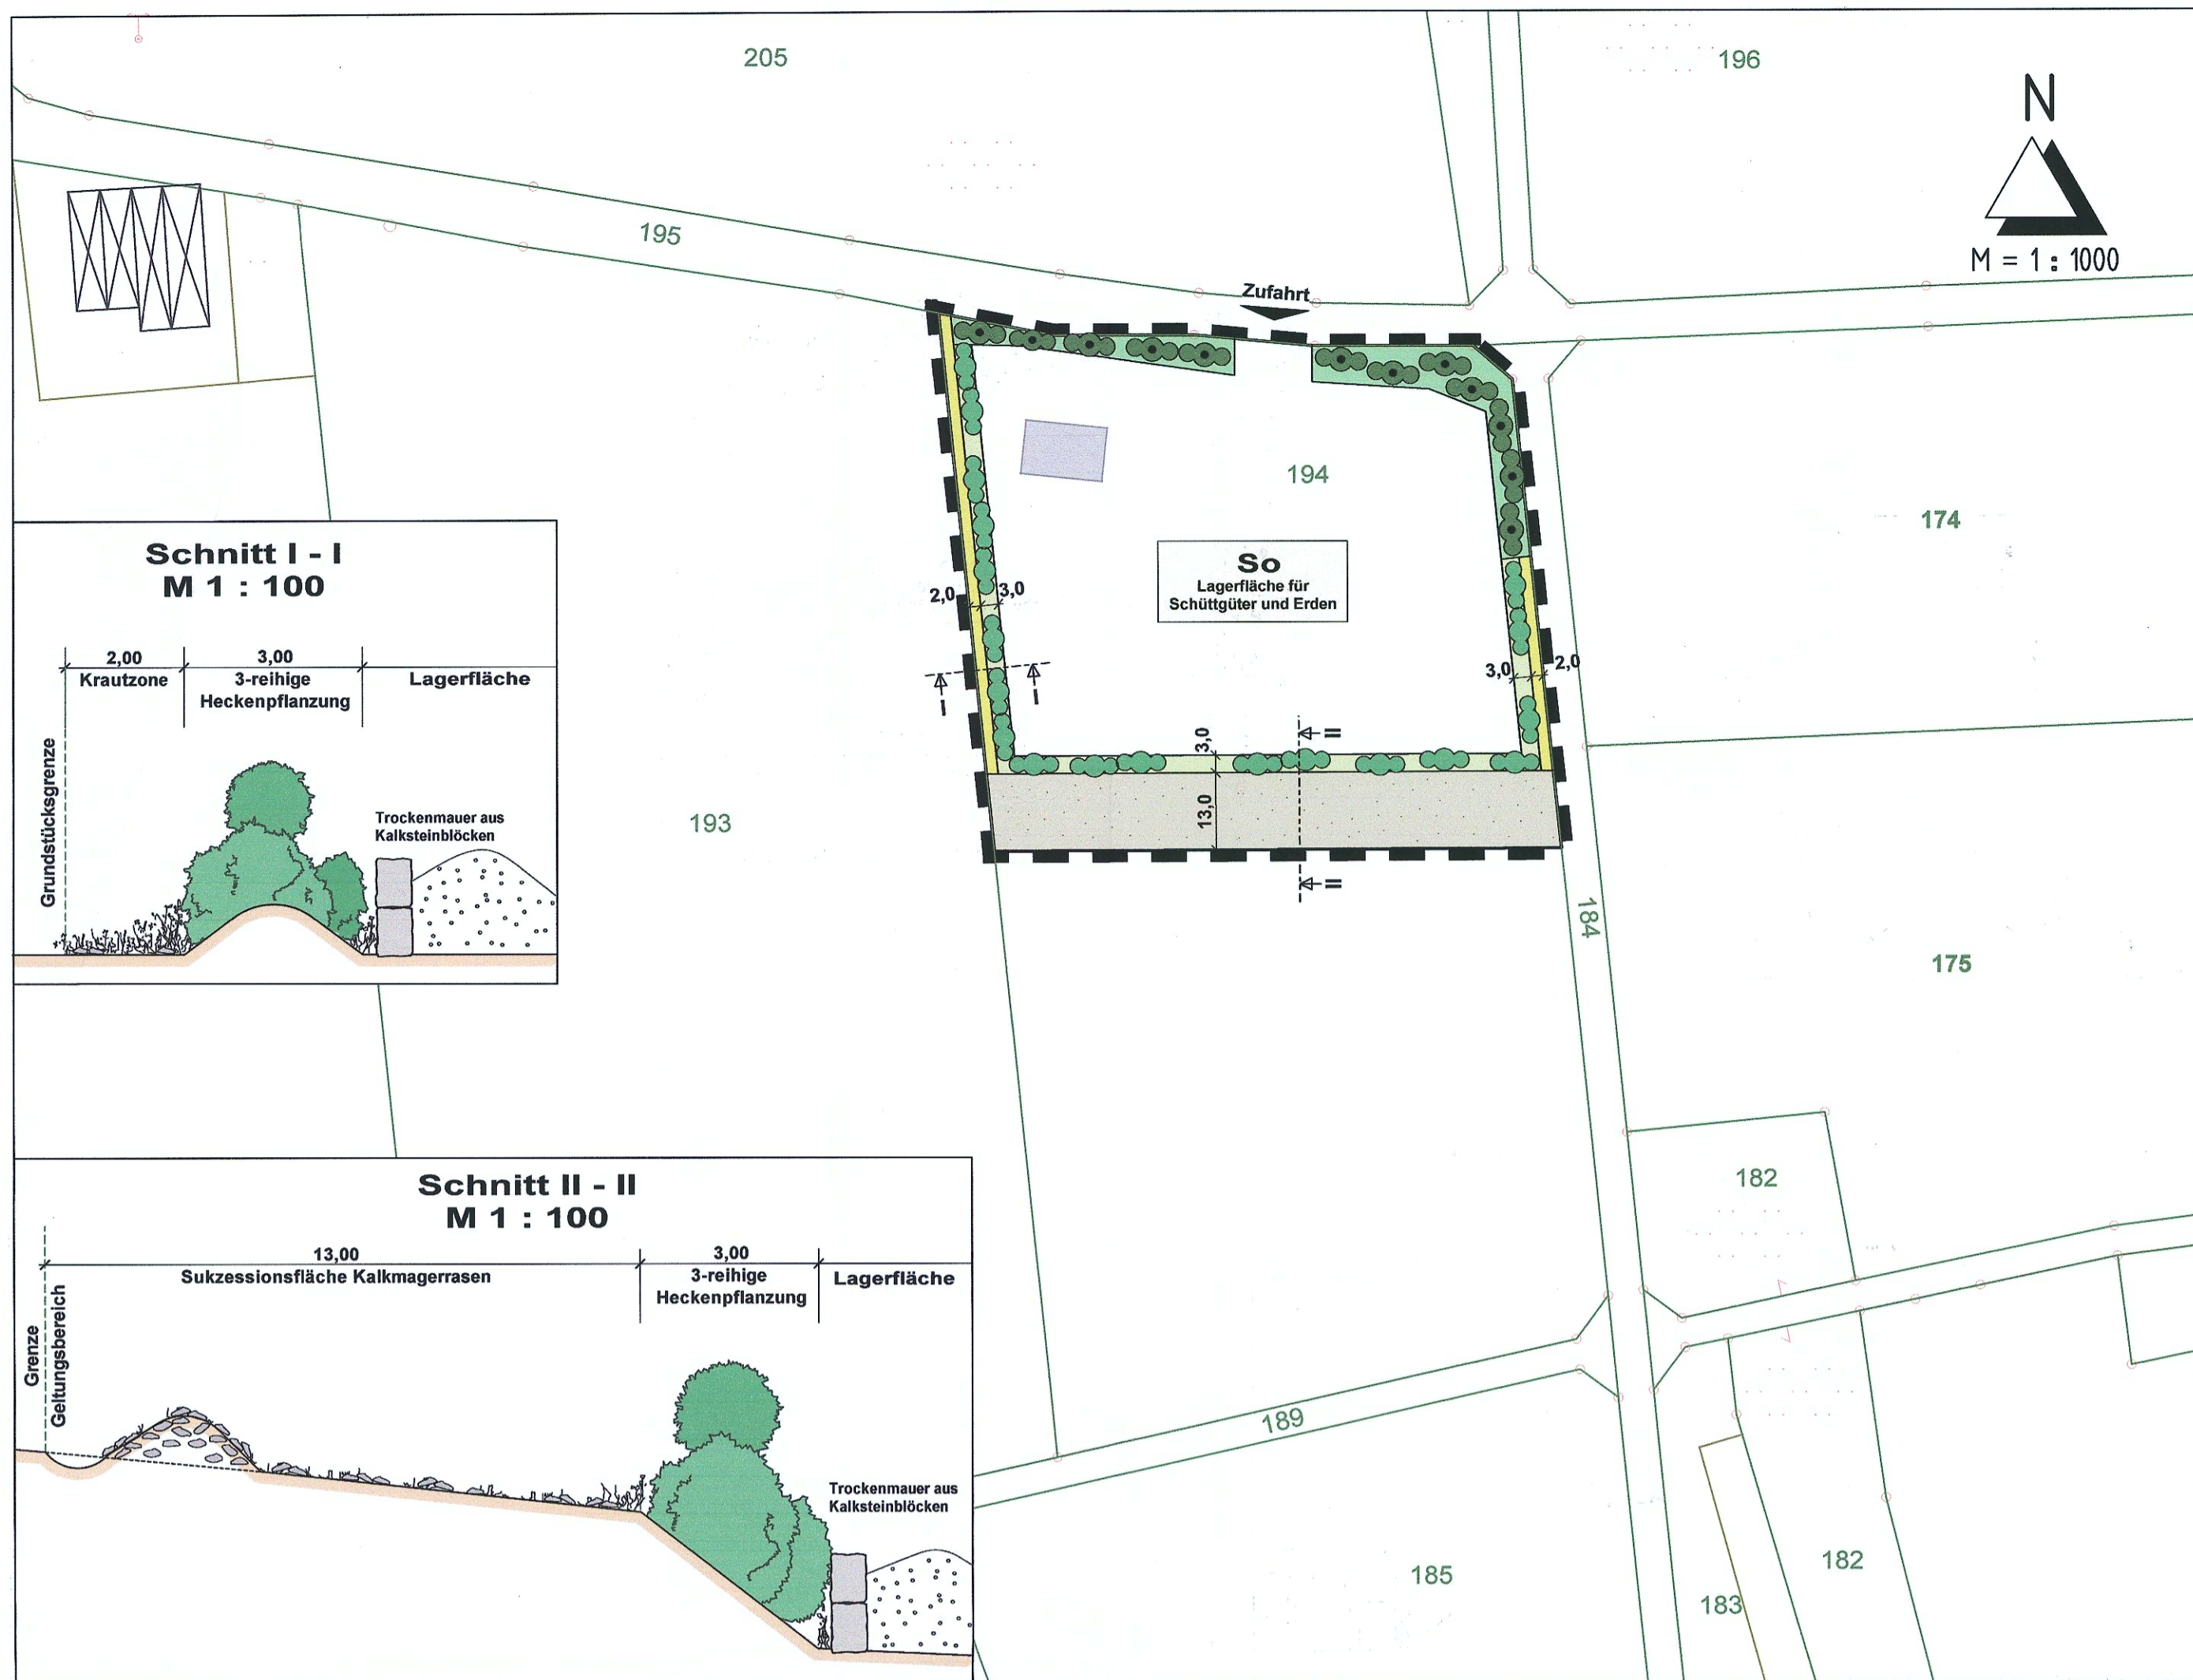 205
196
N
M = 1 : 1000
195
Zufahrt
194
174
So
Lagerfläche für
Schüttgüter und Erden
2,0
3,0
3,0
2,0
I
I
3,0
II
13,0
II
193
184
175
Schnitt I - I
M 1 : 100
2,00
3,00
Krautzone
3-reihige
Heckenpflanzung
Lagerfläche
Grundstücksgrenze
Trockenmauer aus
Kalksteinblöcken
182
Schnitt II - II
M 1 : 100
13,00
3,00
Sukzessionsfläche Kalkmagerrasen
3-reihige
Heckenpflanzung
Lagerfläche
Grenze
Geltungsbereich
Trockenmauer aus
Kalksteinblöcken
189
185
182
183